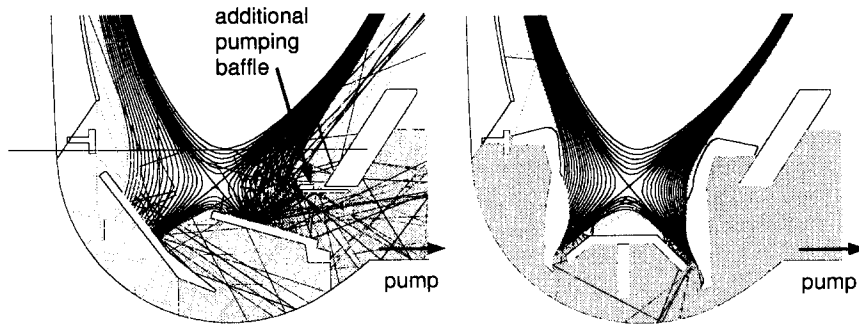 additional
pumping
baffle
pump
pump